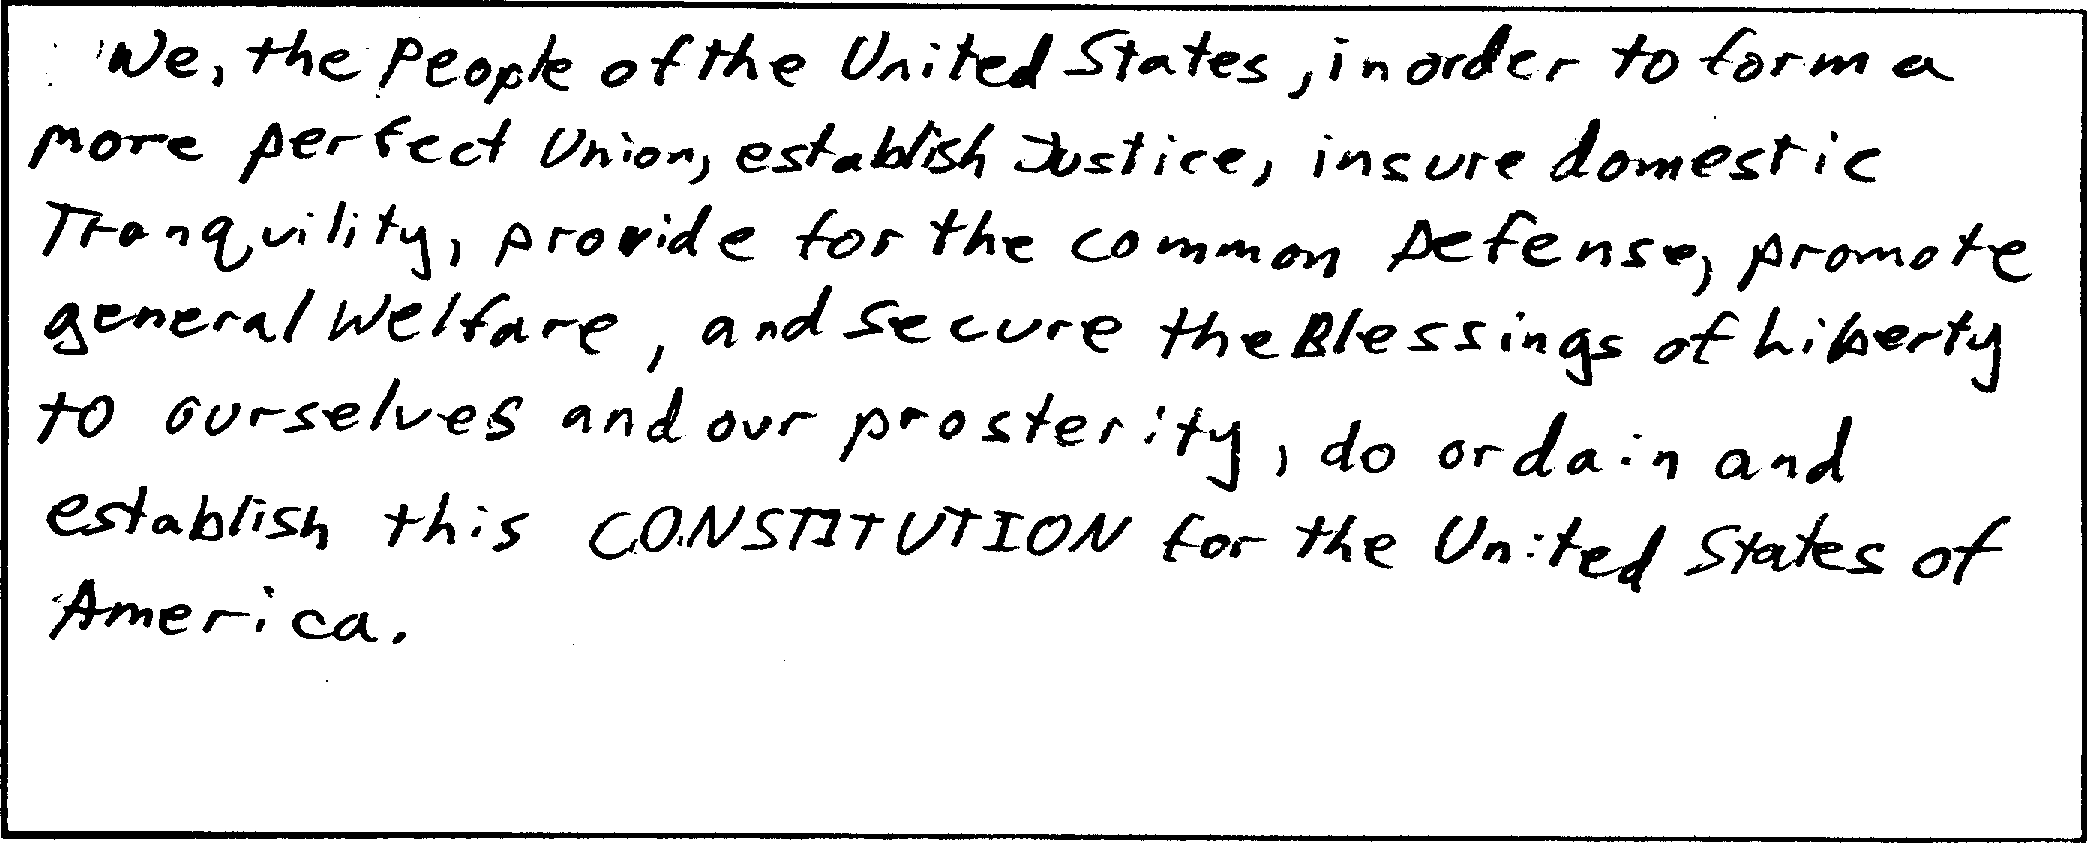 We, the People of the United States, in order to form a
more perfect Union, establish Justice, insure domestic
Tranquility, provide for the common Defense, promote
general Welfare, and secure the Blessings of Liberty
to ourselves and our prosterity, do ordain and
establish this CONSTITUTION for the United States of
America.